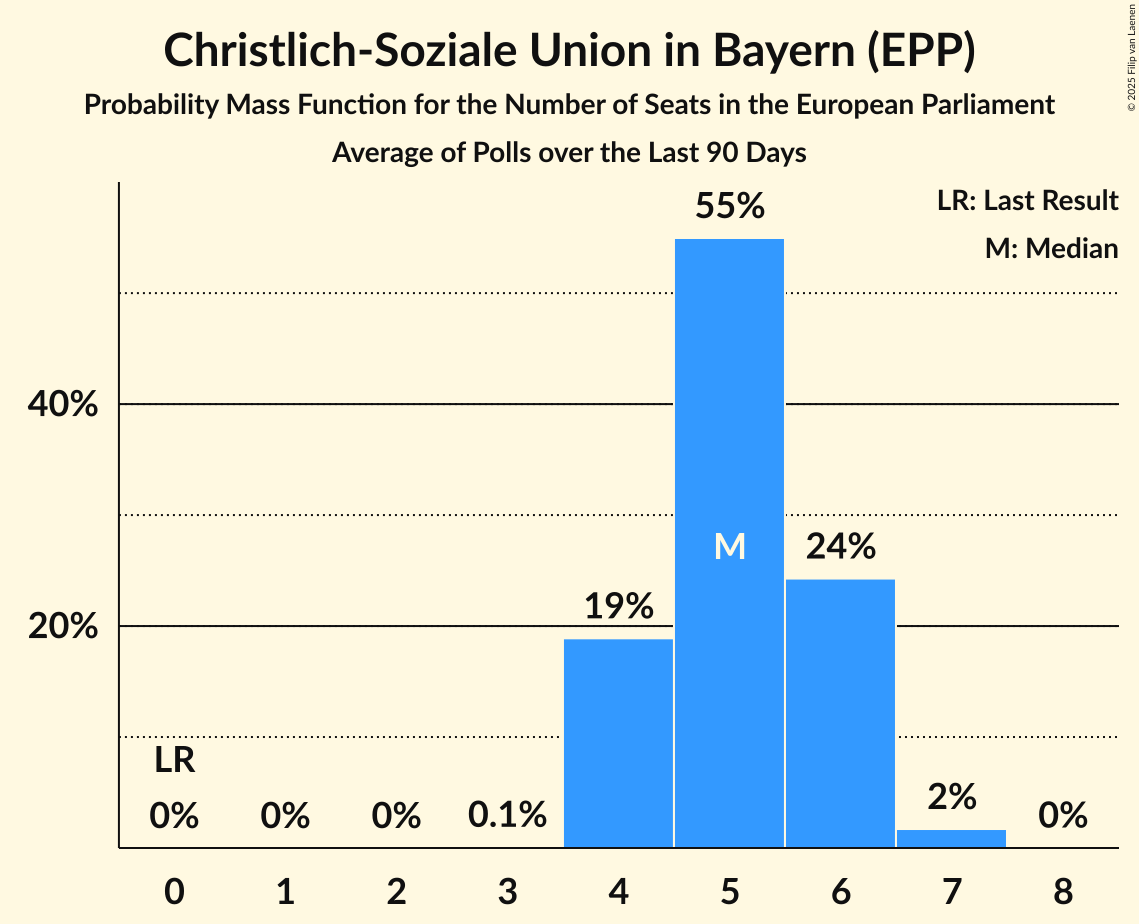 Christlich-Soziale Union in Bayern (EPP)
Probability Mass Function for the Number of Seats in the European Parliament
Average of Polls over the Last 90 Days
© 2025 Filip van Laenen
LR: Last Result
M: Median
55%
40%
M
24%
19%
20%
LR
0%
0%
0%
0.1%
2%
0%
0 1 2 3 4 5 6 7 8